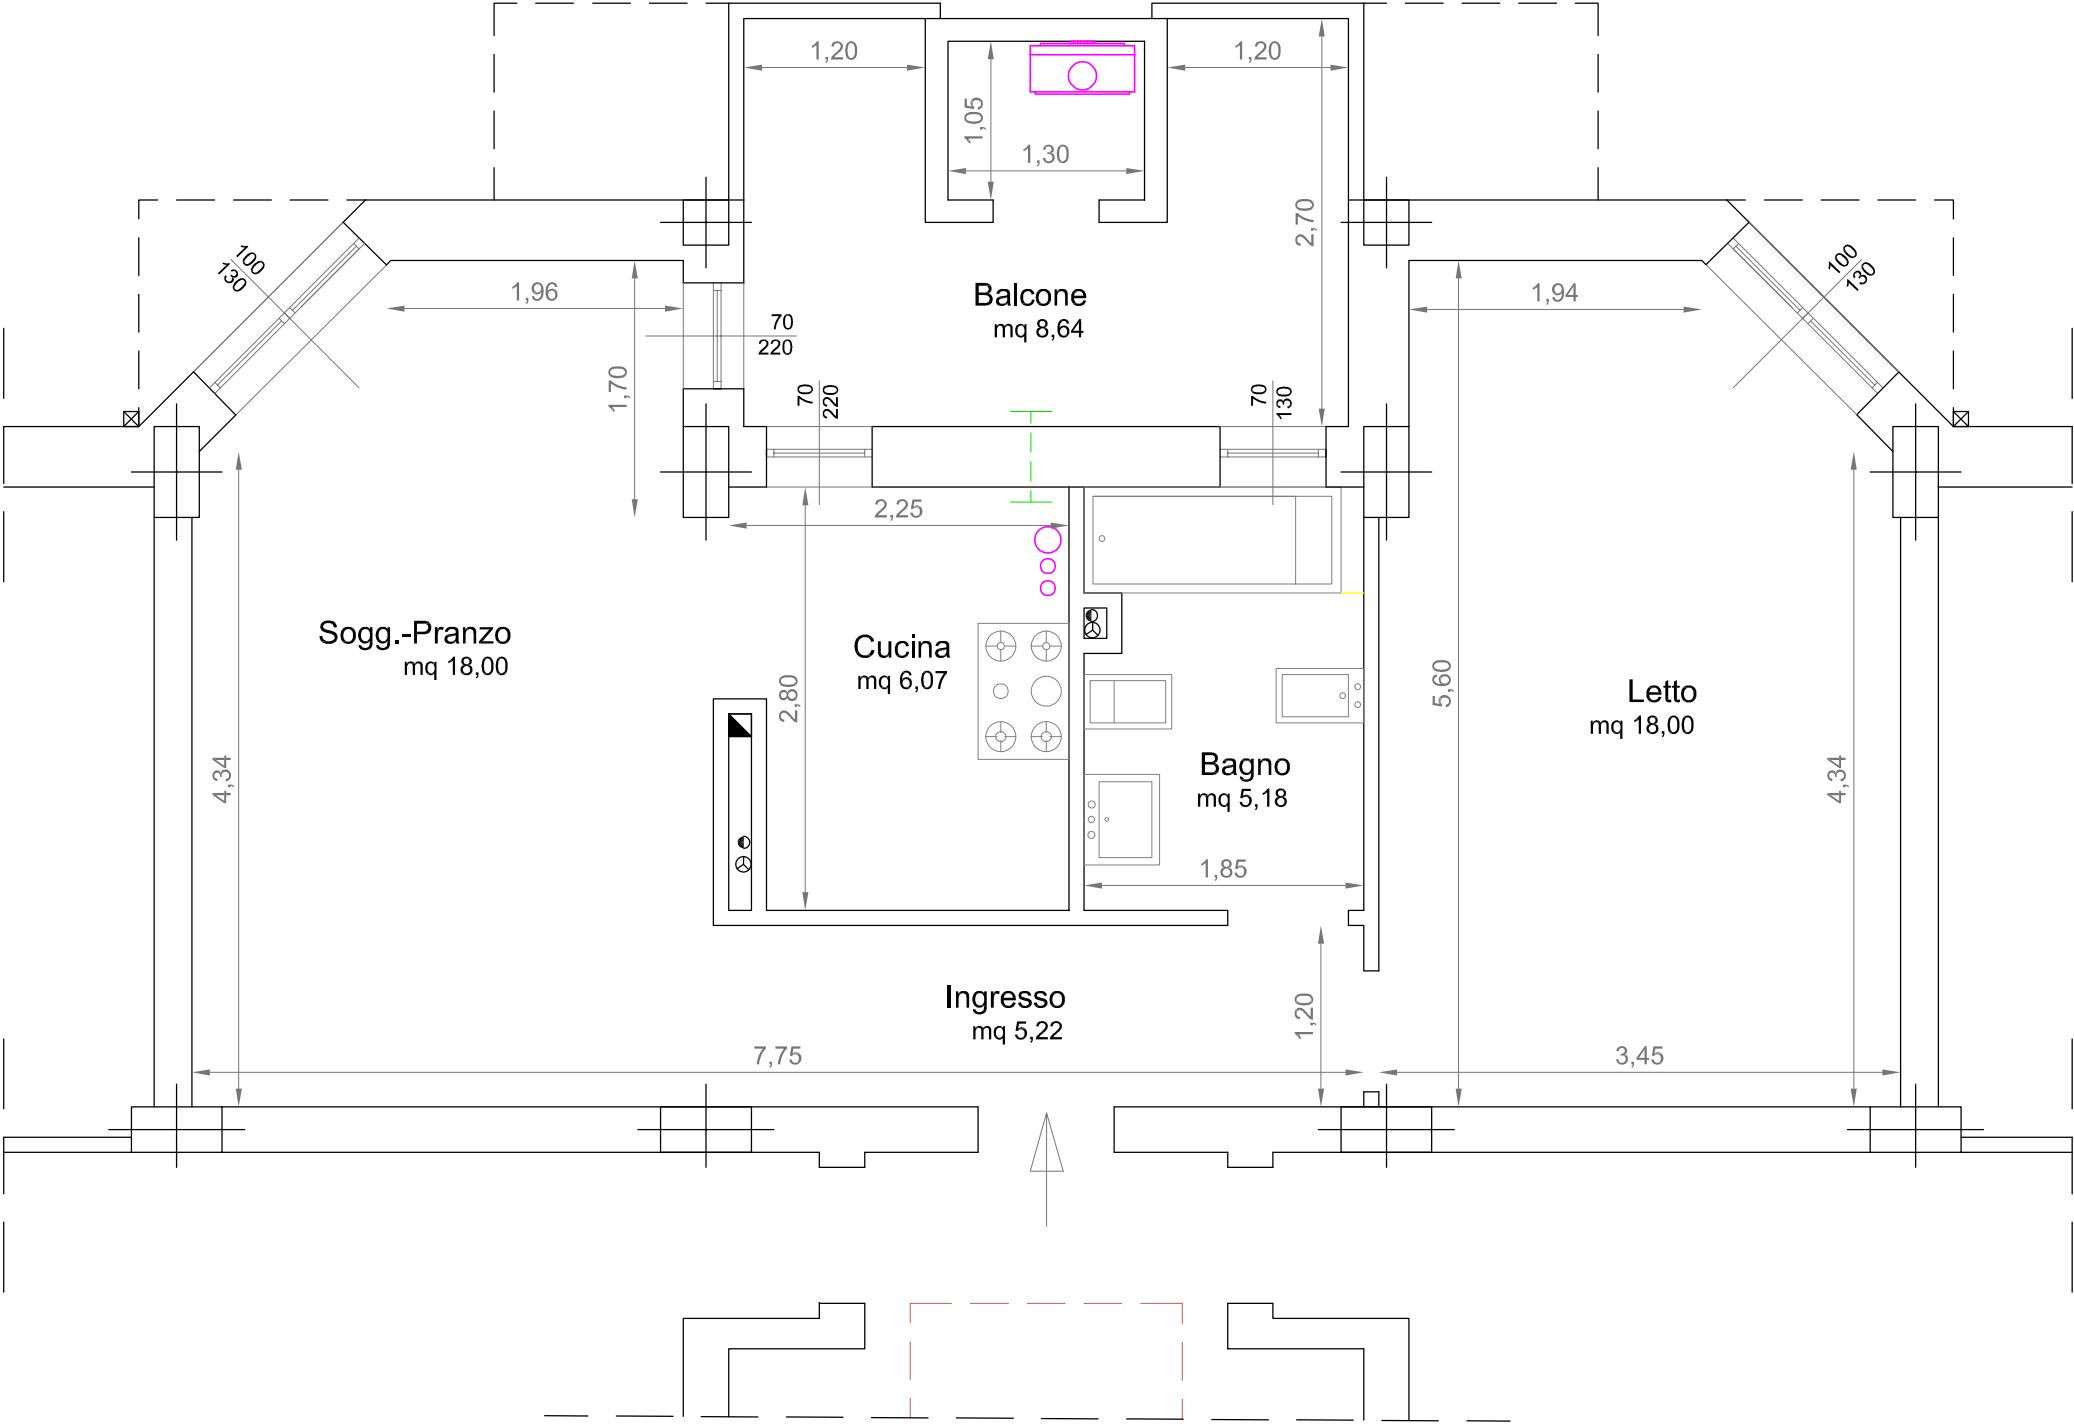 1,20
1,20
1,05
1,30
2,70
100
130
100
130
1,96
Balcone
mq 8,64
1,94
70
220
1,70
70
220
70
130
2,25
Sogg.-Pranzo
mq 18,00
Cucina
mq 6,07
2,80
5,60
Letto
mq 18,00
4,34
Bagno
mq 5,18
4,34
1,85
Ingresso
mq 5,22
1,20
7,75
3,45